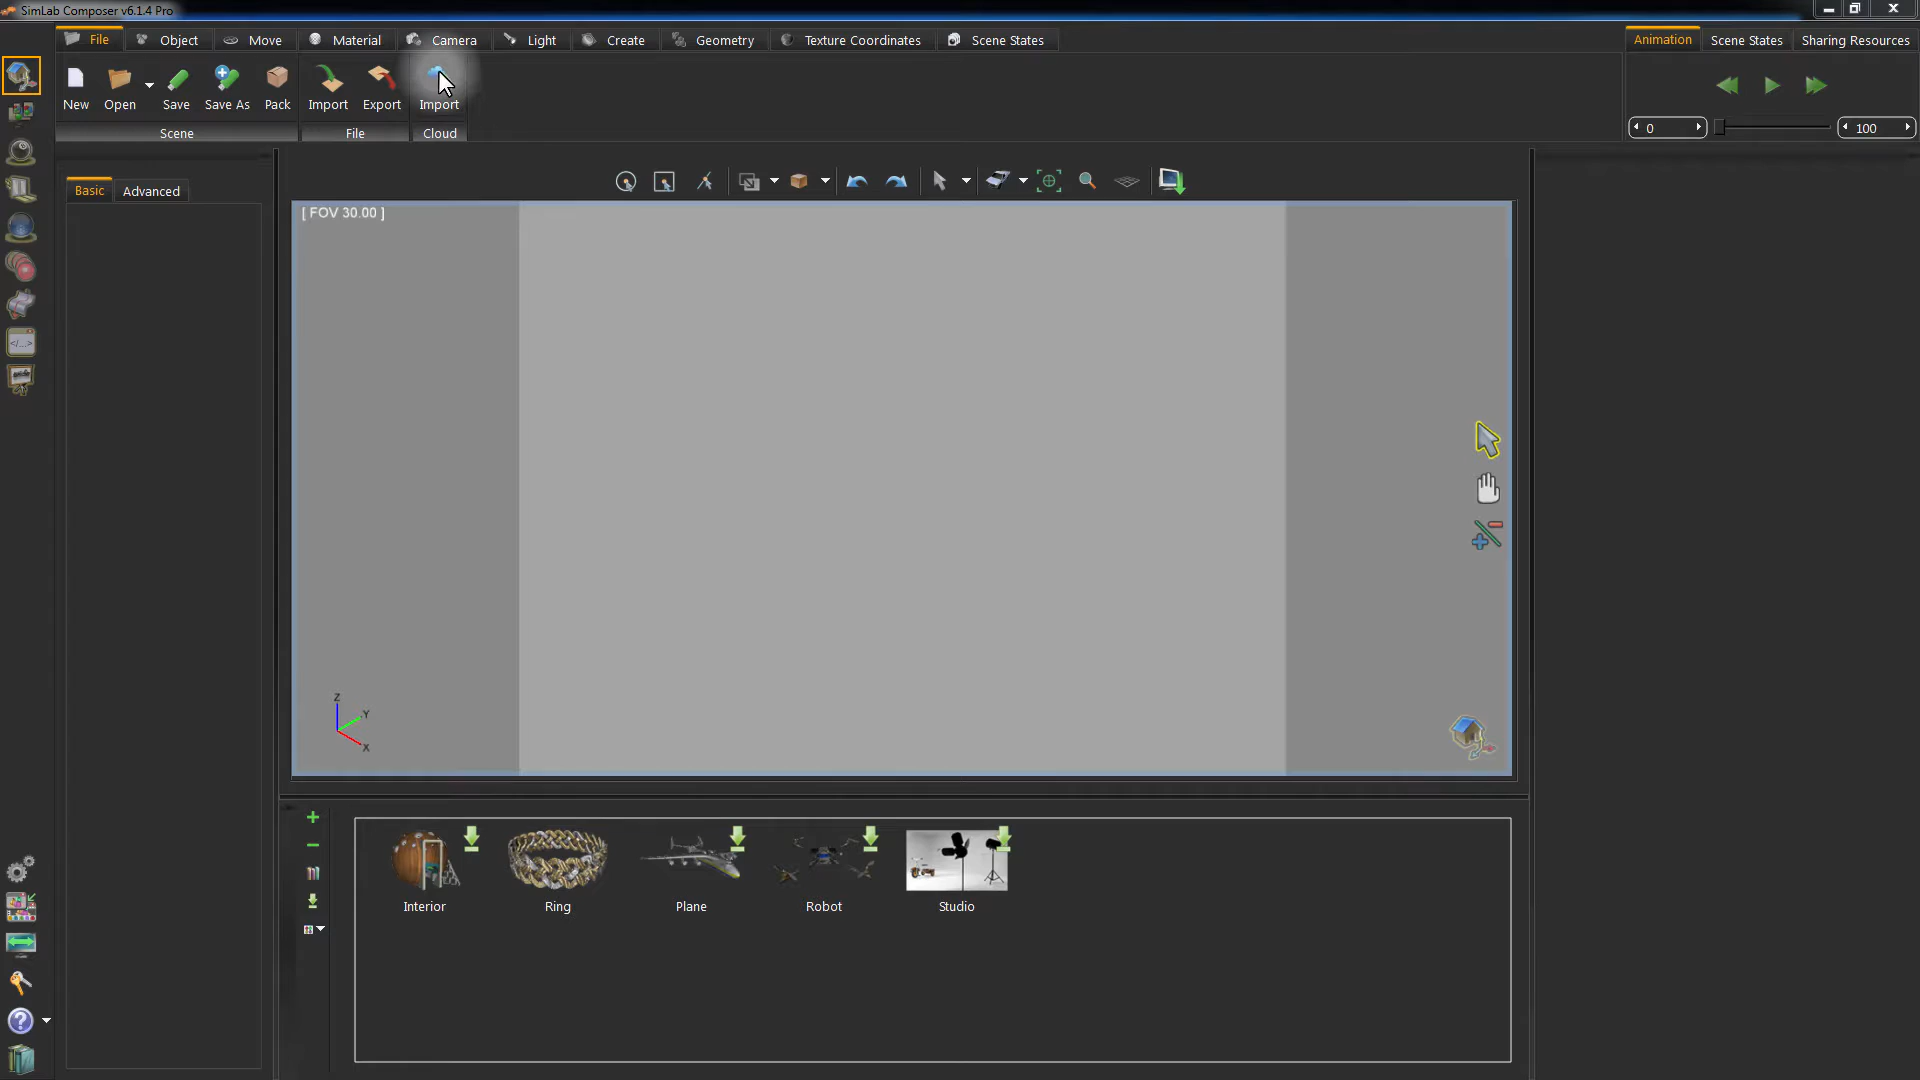 SimLab Composer v6.1.4 Pro
File Object Move Material Camera Light Create Geometry Texture Coordinates Scene States
Animation Scene States Sharing Resources
New Open Save Save As Pack Import Export Import
Scene File Cloud
0 100
Basic Advanced
[ FOV 30.00 ]
Z
Y
X
Interior Ring Plane Robot Studio